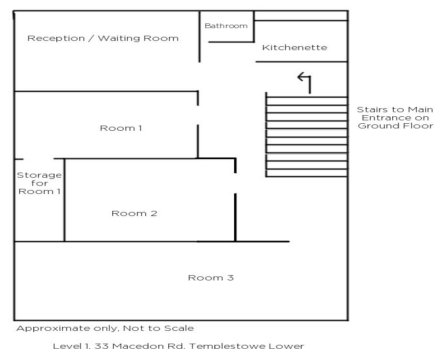 Bathroom
Reception / Waiting Room
Kitchenette
Stairs to Main
Entrance on
Ground Floor
Room 1
Storage
for
Room 1
Room 2
Room 3
Approximate only, Not to Scale
Level 1, 33 Macedon Rd, Templestowe Lower